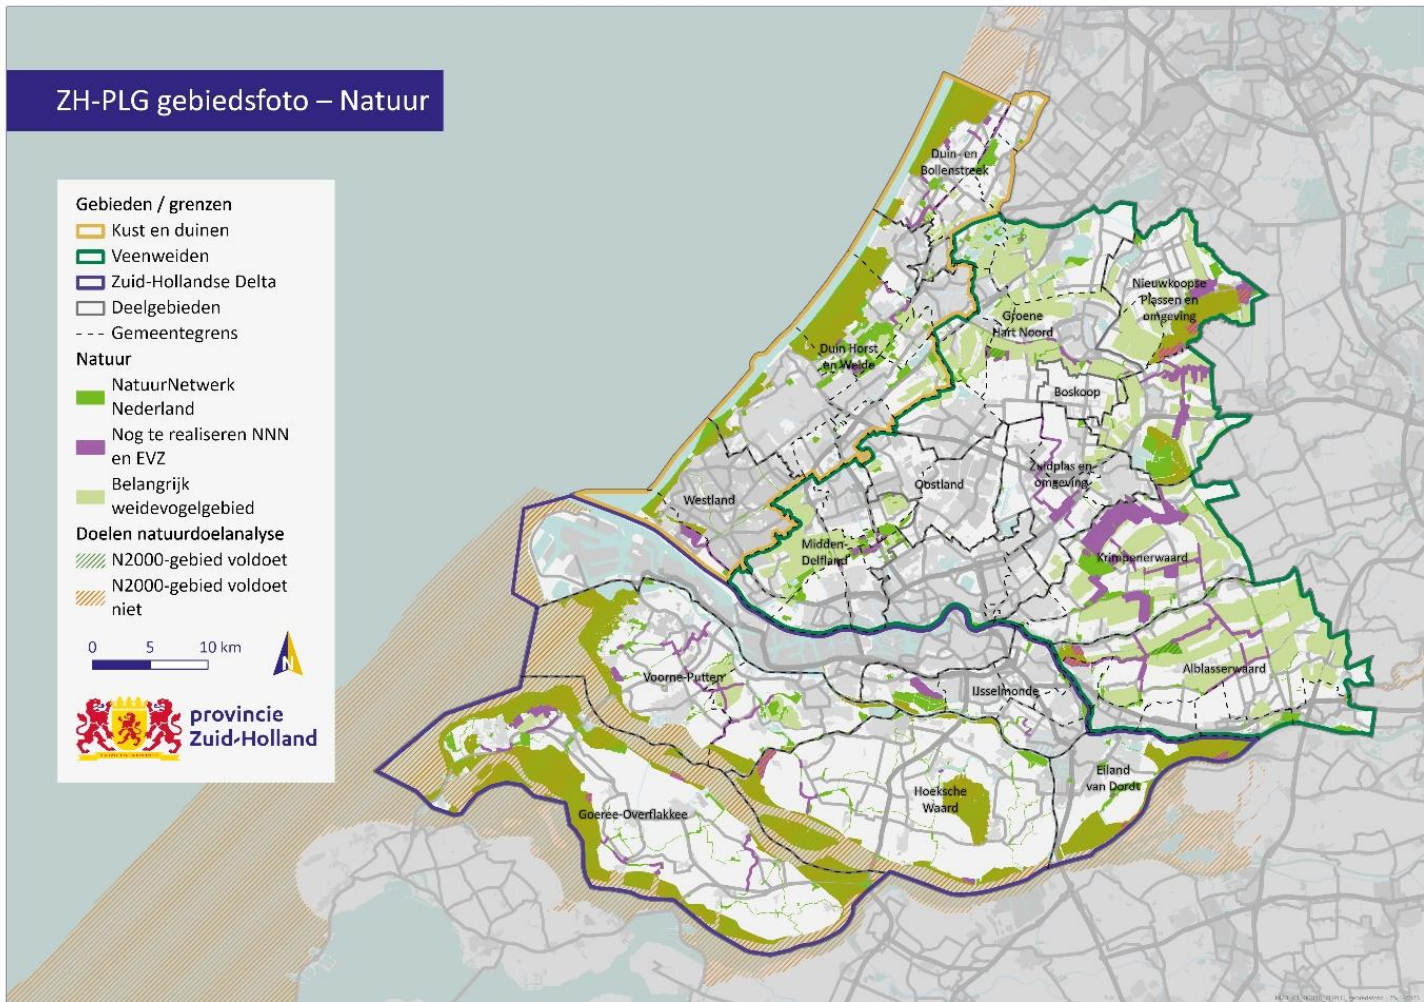 ZH-PLG gebiedsfoto – Natuur
Gebieden / grenzen
Kust en duinen
Veenweiden
Zuid-Hollandse Delta
Deelgebieden
Gemeentegrens
Natuur
NatuurNetwerk
Nederland
Nog te realiseren NNN
en EVZ
Belangrijk
weidevogelgebied
Doelen natuurdoelanalyse
N2000-gebied voldoet
N2000-gebied voldoet
niet
0 5 10 km
N
provincie
Zuid-Holland
Duin- en
Bollenstreek
Nieuwkoopse
Plassen en
omgeving
Groene
Hart Noord
Duin Horst
en Weide
Boskoop
Zuidplas en
omgeving
Oostland
Westland
Midden-
Delfland
Krimpenerwaard
Alblasserwaard
Voorne-Putten
IJsselmonde
Eiland
van Dordt
Hoeksche
Waard
Goeree-Overflakkee